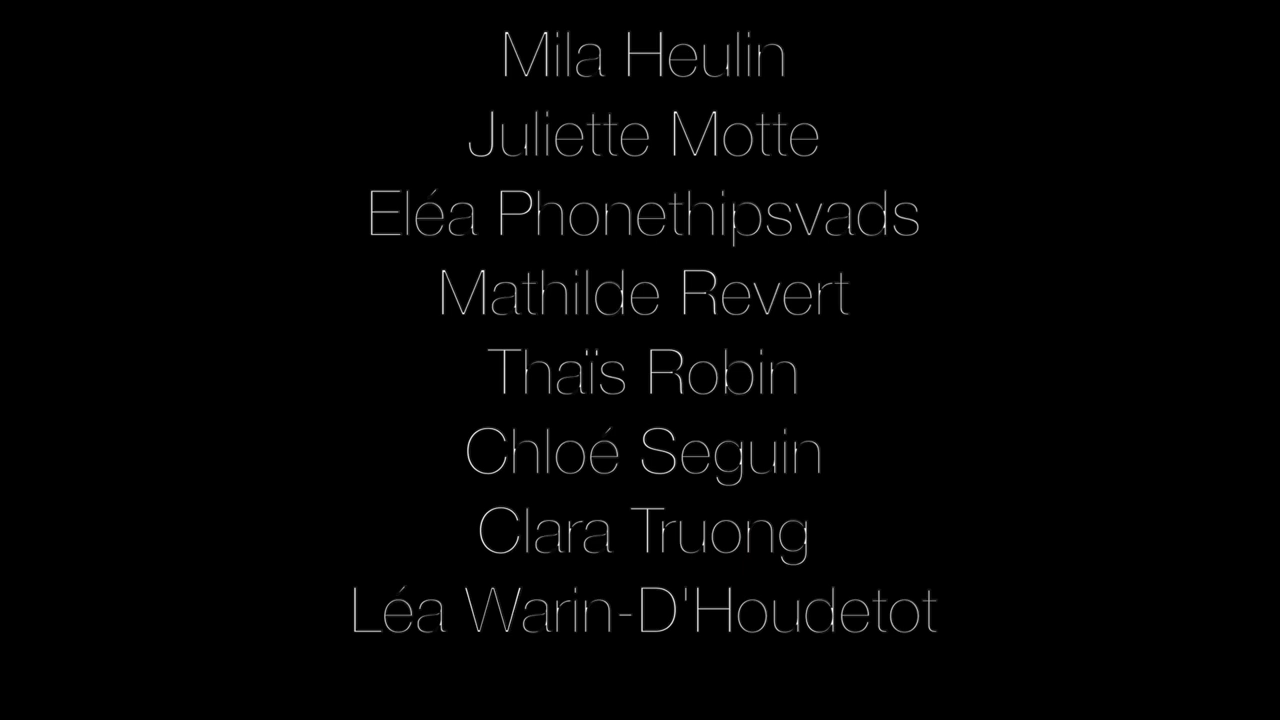 Mila Heulin
Juliette Motte
Eléa Phonethipsvads
Mathilde Revert
Thaïs Robin
Chloé Seguin
Clara Truong
Léa Warin-D'Houdetot